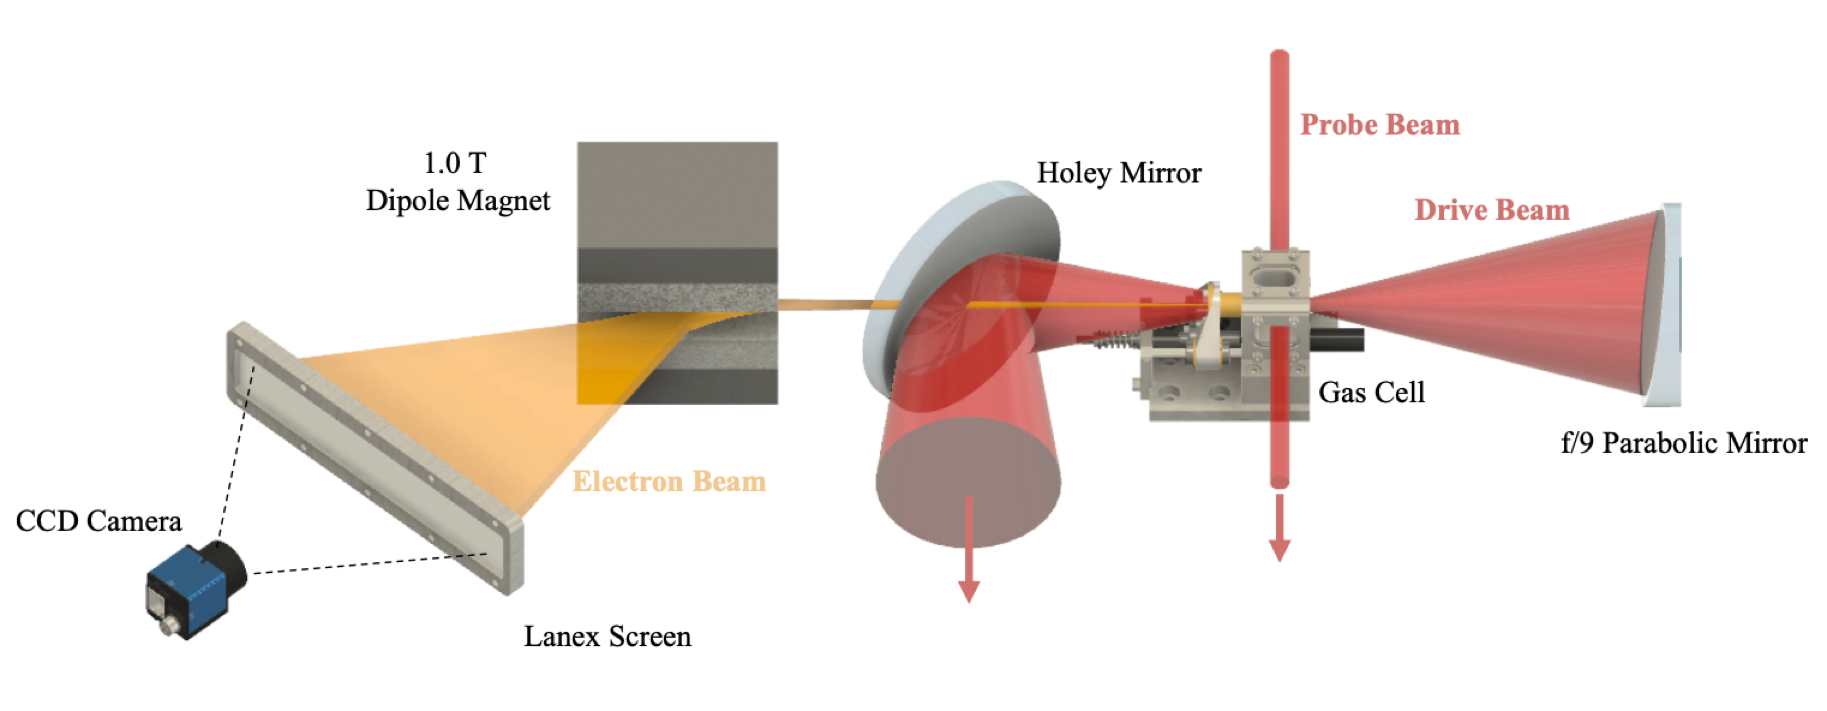 Probe Beam
1.0 T
Dipole Magnet
Holey Mirror
Drive Beam
Gas Cell
f/9 Parabolic Mirror
Electron Beam
CCD Camera
Lanex Screen